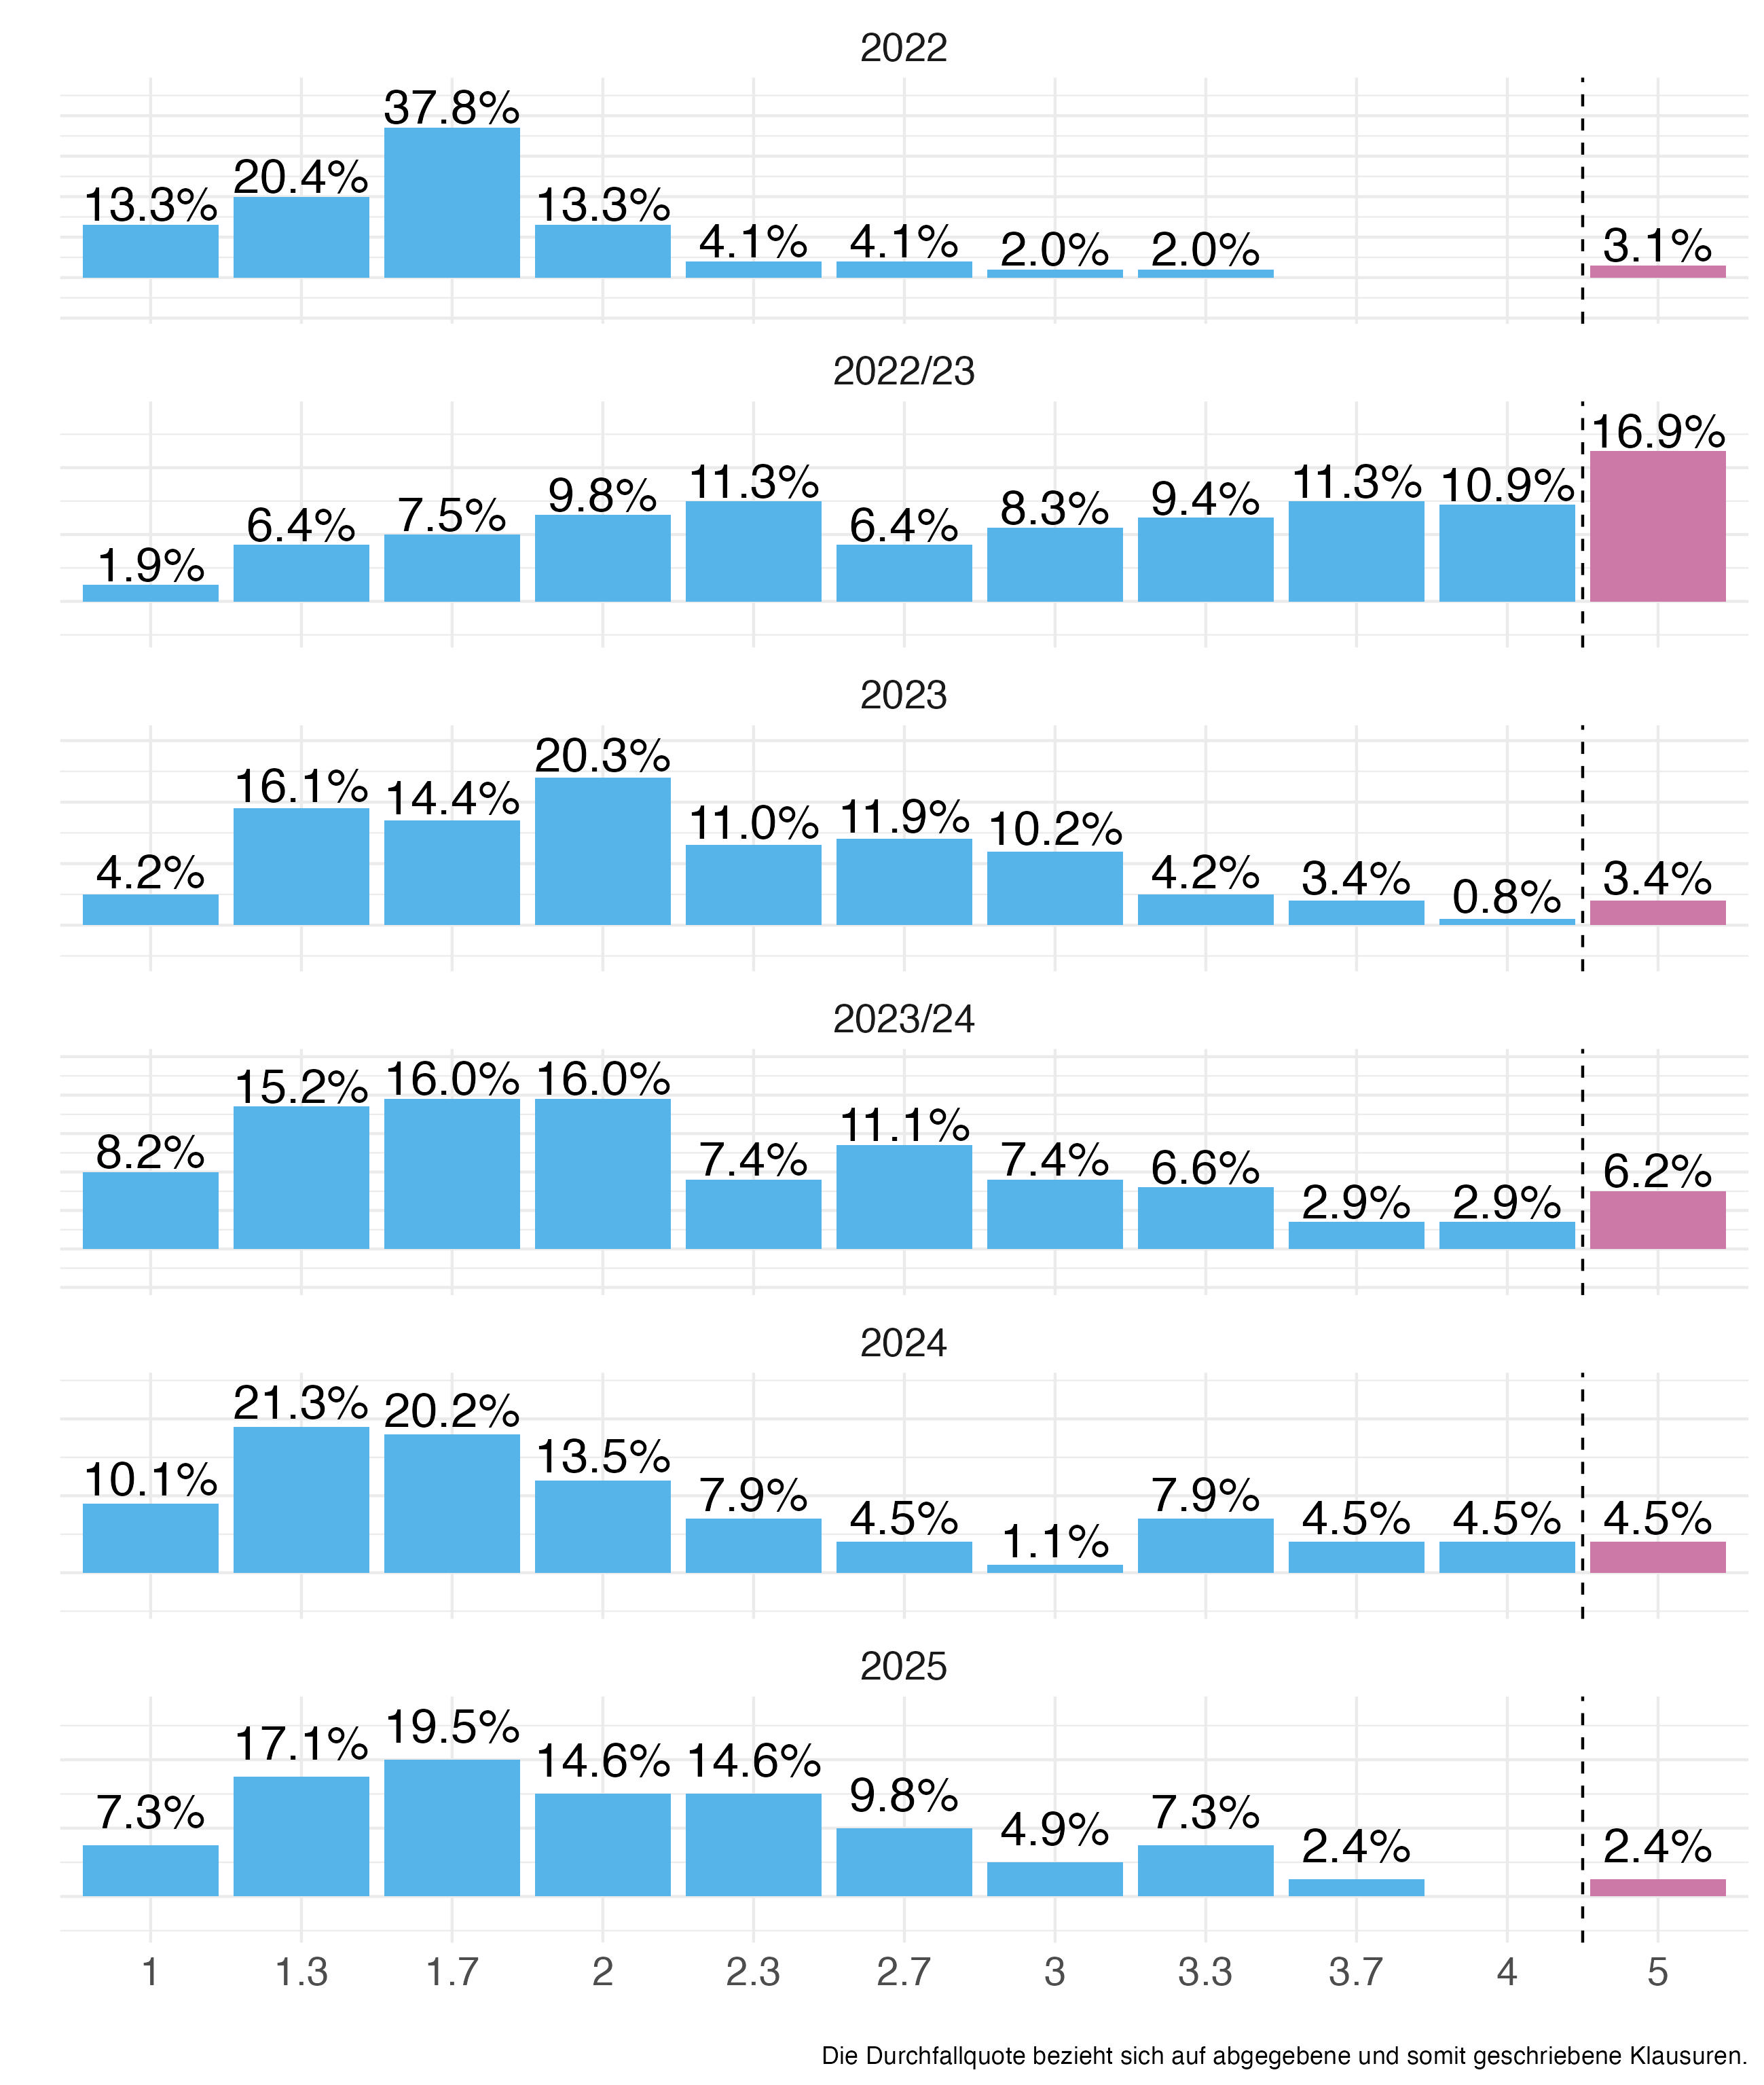 2022
13.3% 20.4% 37.8% 13.3% 4.1% 4.1% 2.0% 2.0% 3.1%
2022/23
1.9% 6.4% 7.5% 9.8% 11.3% 6.4% 8.3% 9.4% 11.3% 10.9% 16.9%
2023
4.2% 16.1% 14.4% 20.3% 11.0% 11.9% 10.2% 4.2% 3.4% 0.8% 3.4%
2023/24
8.2% 15.2% 16.0% 16.0% 7.4% 11.1% 7.4% 6.6% 2.9% 2.9% 6.2%
2024
10.1% 21.3% 20.2% 13.5% 7.9% 4.5% 1.1% 7.9% 4.5% 4.5% 4.5%
2025
7.3% 17.1% 19.5% 14.6% 14.6% 9.8% 4.9% 7.3% 2.4% 2.4%
1 1.3 1.7 2 2.3 2.7 3 3.3 3.7 4 5
Die Durchfallquote bezieht sich auf abgegebene und somit geschriebene Klausuren.